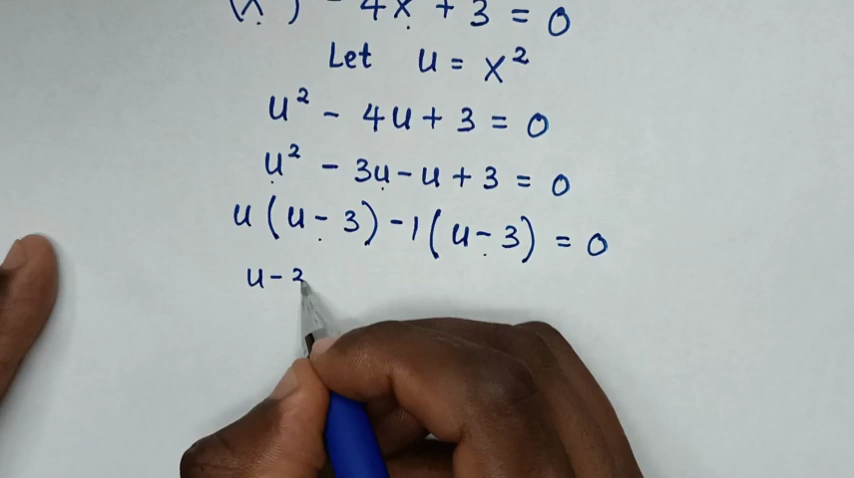 (x ) - 4x + 3 = 0
Let u = x²
u² - 4u + 3 = 0
u² - 3u - u + 3 = 0
u(u - 3) - 1(u - 3) = 0
u - 3